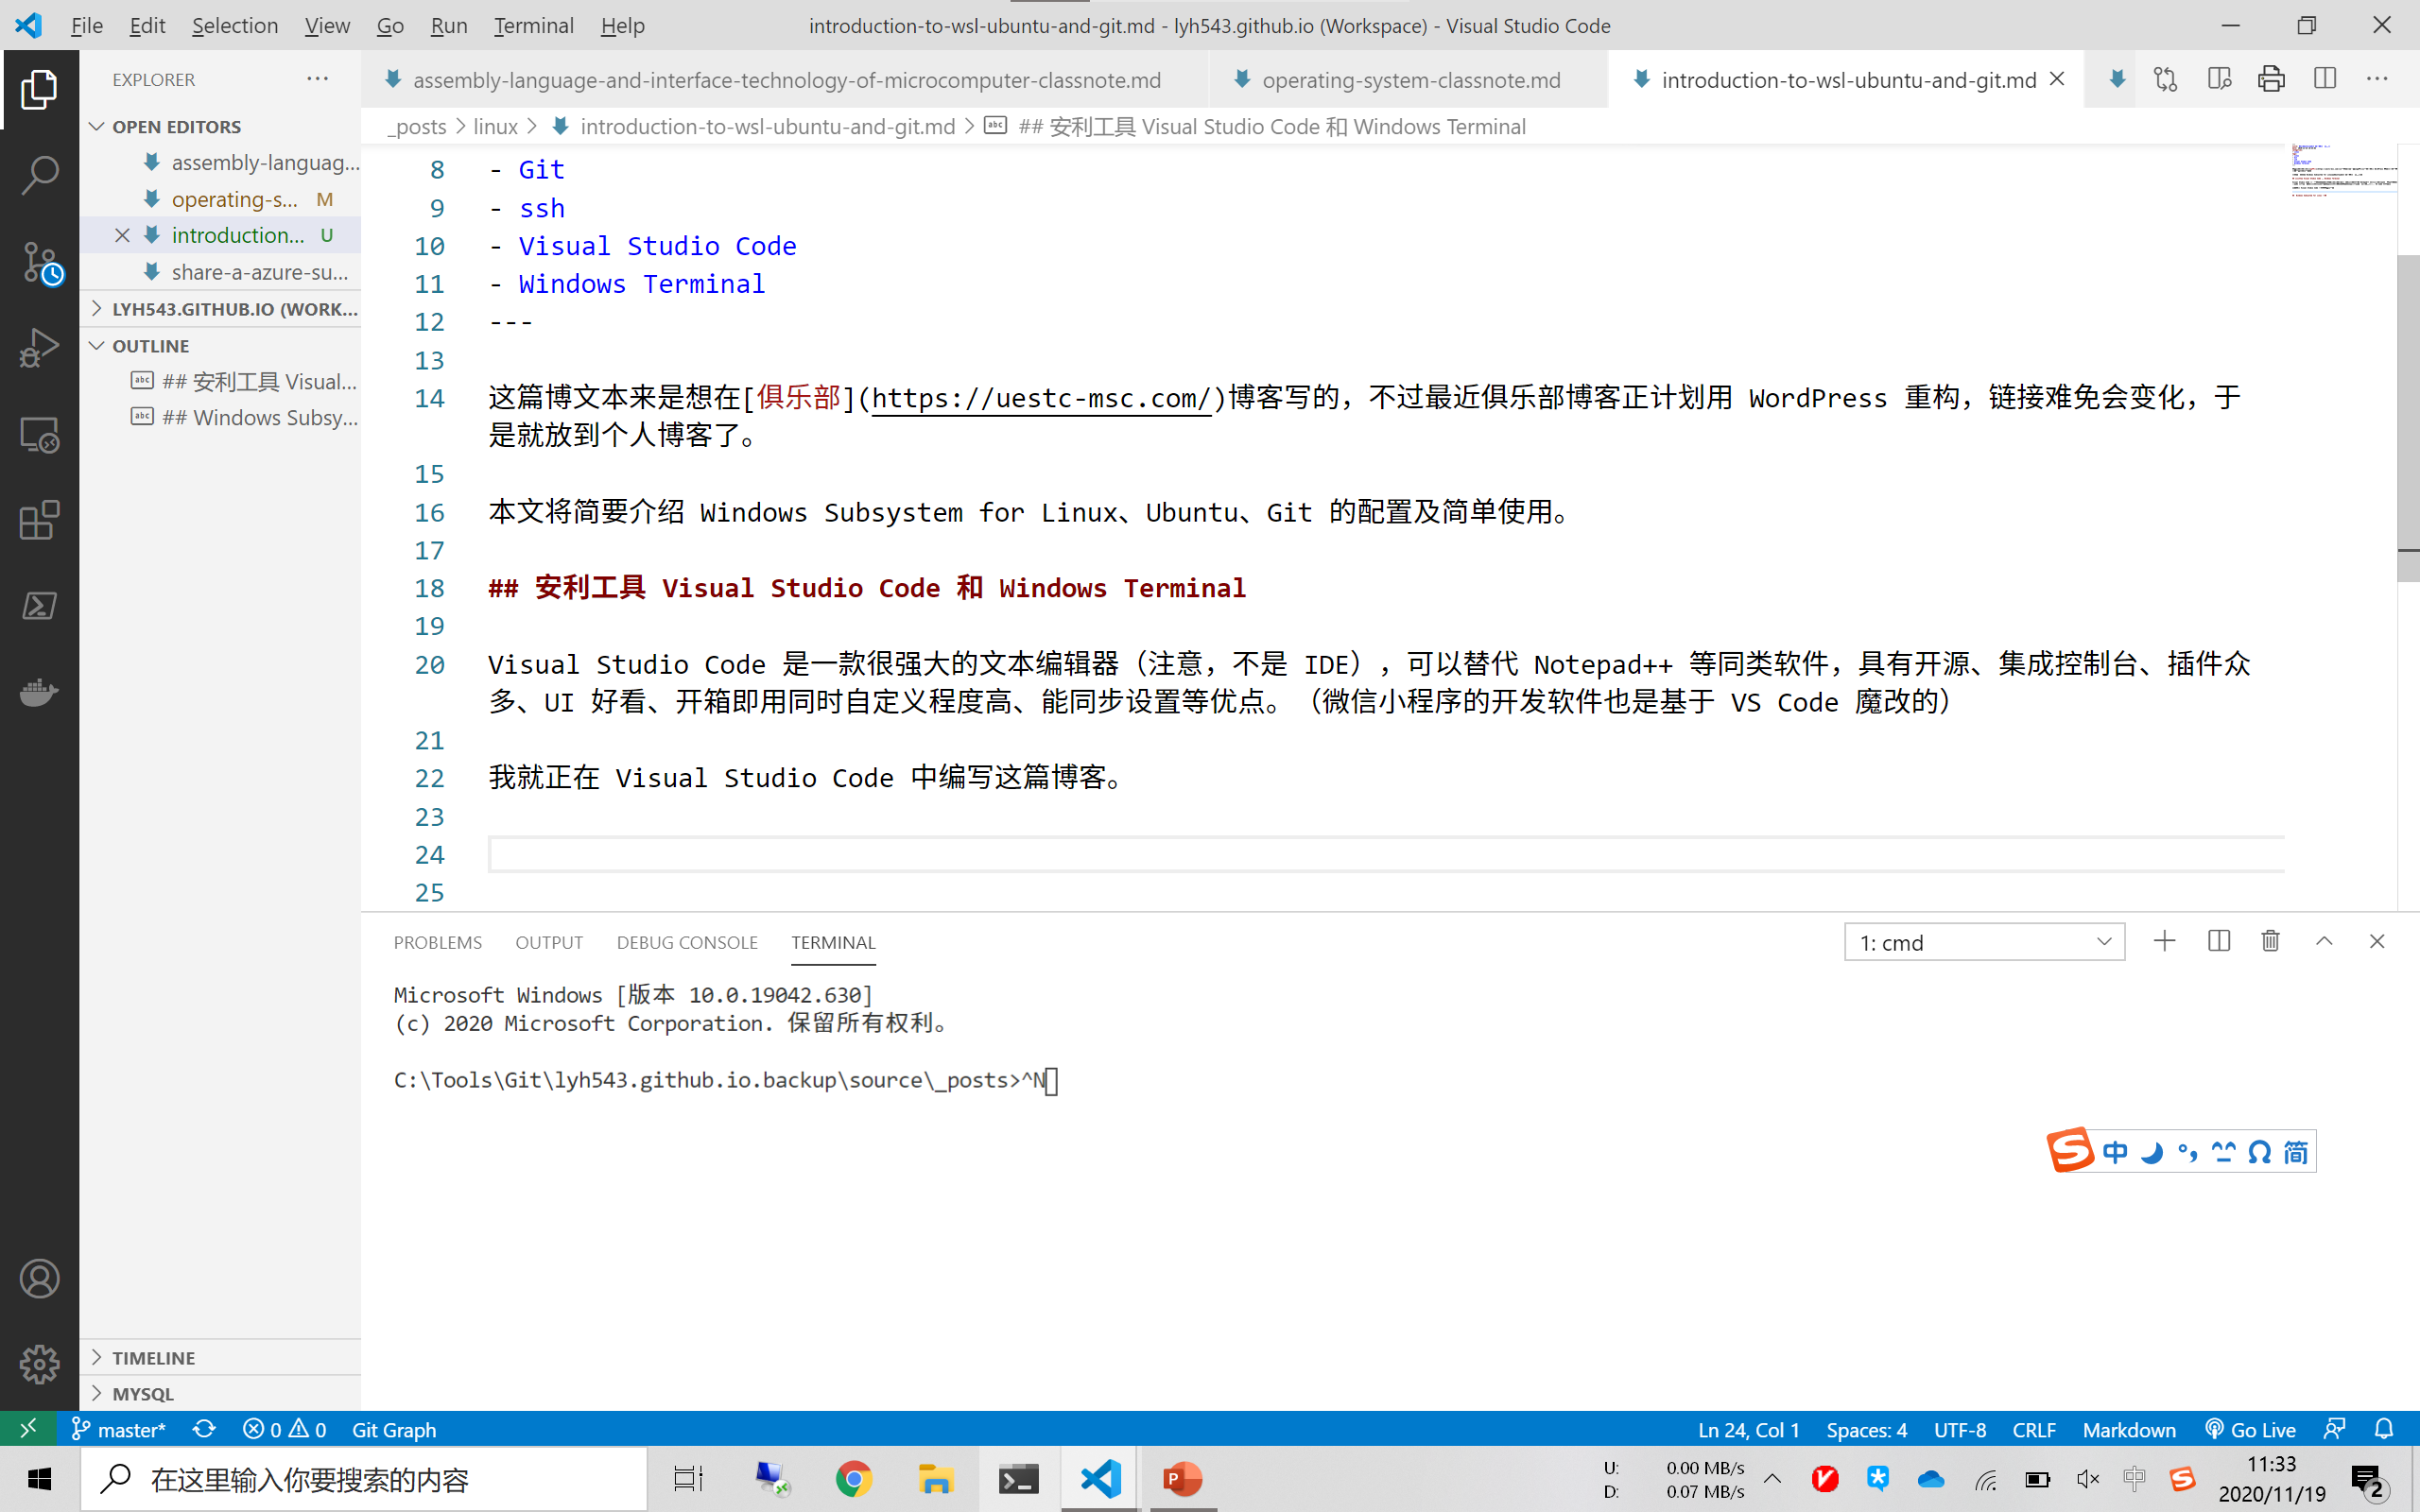 File Edit Selection View Go Run Terminal Help
introduction-to-wsl-ubuntu-and-git.md - lyh543.github.io (Workspace) - Visual Studio Code
EXPLORER
assembly-language-and-interface-technology-of-microcomputer-classnote.md
operating-system-classnote.md
introduction-to-wsl-ubuntu-and-git.md
OPEN EDITORS
assembly-languag...
operating-s... M
introduction... U
share-a-azure-su...
LYH543.GITHUB.IO (WORK...
OUTLINE
## 安利工具 Visual...
## Windows Subsy...
TIMELINE
MYSQL
_posts > linux > introduction-to-wsl-ubuntu-and-git.md > ## 安利工具 Visual Studio Code 和 Windows Terminal
8 - Git
9 - ssh
10 - Visual Studio Code
11 - Windows Terminal
12 ---
13
14 这篇博文本来是想在[俱乐部](https://uestc-msc.com/)博客写的，不过最近俱乐部博客正计划用 WordPress 重构，链接难免会变化，于
是就放到个人博客了。
15
16 本文将简要介绍 Windows Subsystem for Linux、Ubuntu、Git 的配置及简单使用。
17
18 ## 安利工具 Visual Studio Code 和 Windows Terminal
19
20 Visual Studio Code 是一款很强大的文本编辑器（注意，不是 IDE），可以替代 Notepad++ 等同类软件，具有开源、集成控制台、插件众
多、UI 好看、开箱即用同时自定义程度高、能同步设置等优点。（微信小程序的开发软件也是基于 VS Code 魔改的）
21
22 我就正在 Visual Studio Code 中编写这篇博客。
23
24
25
PROBLEMS OUTPUT DEBUG CONSOLE TERMINAL
1: cmd
Microsoft Windows [版本 10.0.19042.630]
(c) 2020 Microsoft Corporation. 保留所有权利。
C:\Tools\Git\lyh543.github.io.backup\source\_posts>^N
中 简
master* 0 0 Git Graph
Ln 24, Col 1 Spaces: 4 UTF-8 CRLF Markdown Go Live
在这里输入你要搜索的内容
U: 0.00 MB/s
D: 0.07 MB/s
中
11:33
2020/11/19
2